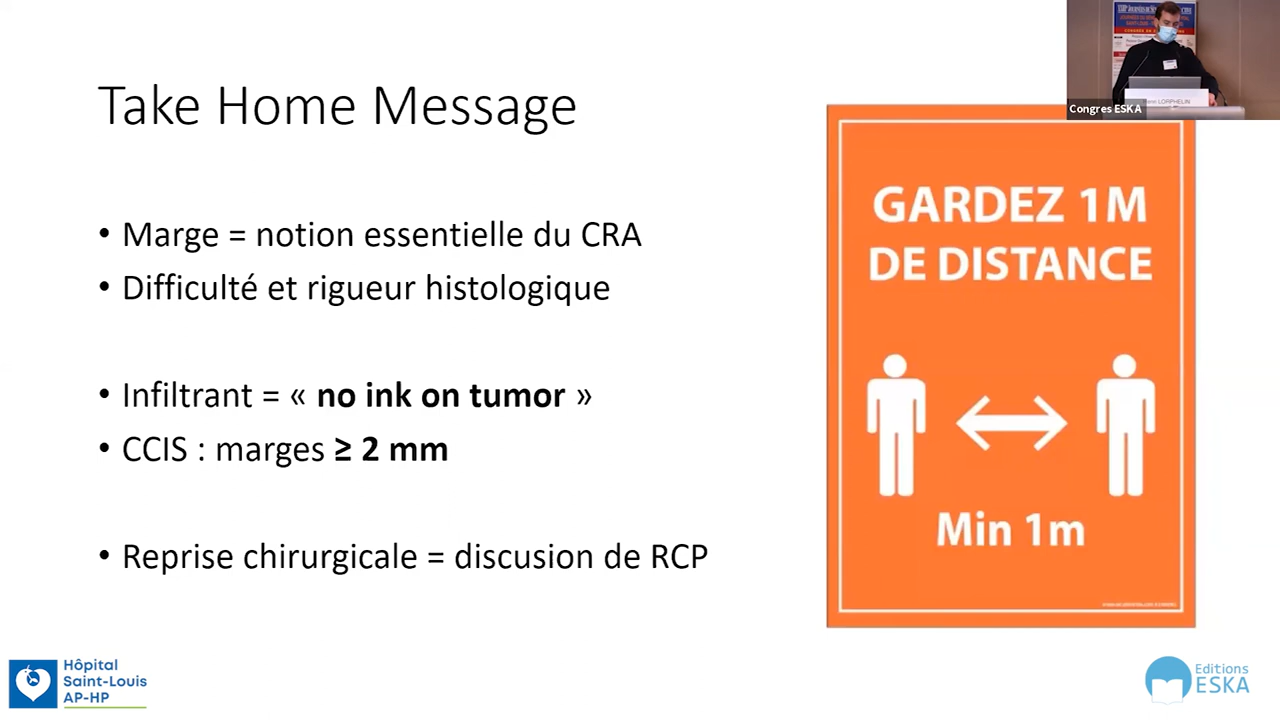 Take Home Message
• Marge = notion essentielle du CRA
• Difficulté et rigueur histologique
• Infiltrant = « no ink on tumor »
• CCIS : marges ≥ 2 mm
• Reprise chirurgicale = discusion de RCP
GARDEZ 1M
DE DISTANCE
Min 1m
LORPHELIN
Congres ESKA
Hôpital
Saint-Louis
AP-HP
Editions
ESKA